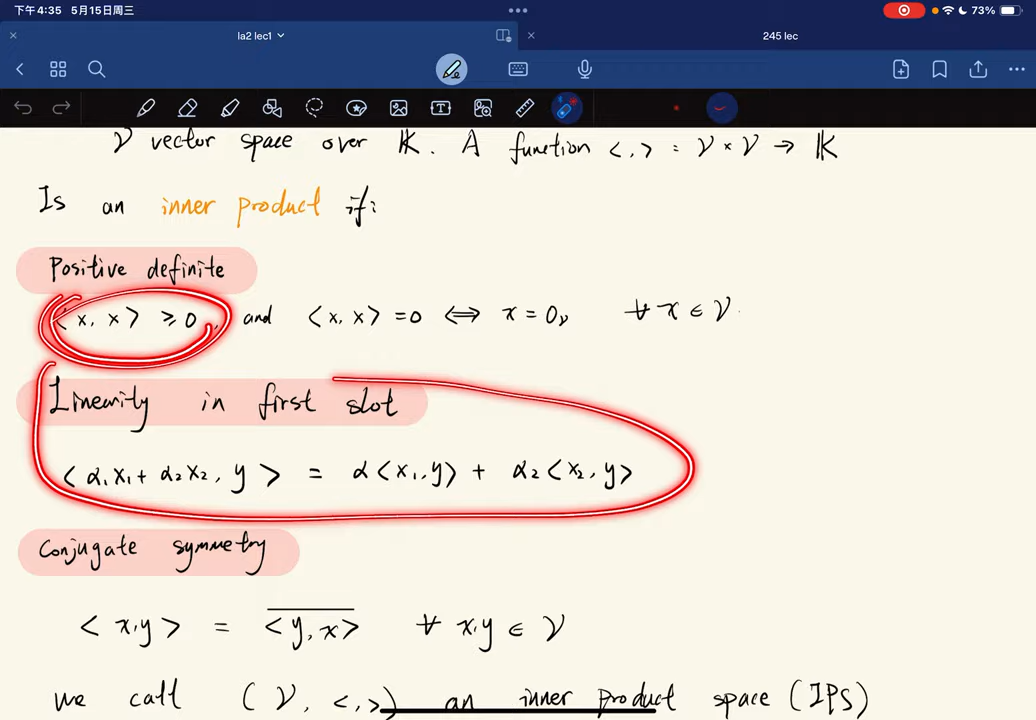 下午4:35 5月15日周三
73%
la2 lec1
245 lec
V vector space over 𝕂. A function <,> : V × V → 𝕂
Is an inner product if:
Positive definite
<x, x> ≥ 0, and <x, x> = 0 ⟺ x = 0ᵥ ∀ x ∈ V
Linearity in first slot
<α₁x₁ + α₂x₂, y> = α<x₁, y> + α₂<x₂, y>
Conjugate symmetry
<x,y> = \overline{<y, x>} ∀ x,y ∈ V
we call (V, <,>) an inner product space (IPS)